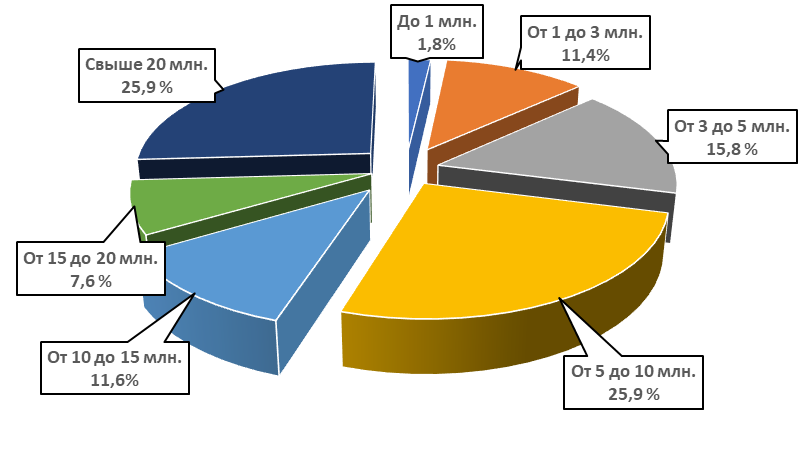 До 1 млн.
1,8%
От 1 до 3 млн.
11,4%
От 3 до 5 млн.
15,8 %
От 5 до 10 млн.
25,9 %
От 10 до 15 млн.
11,6%
От 15 до 20 млн.
7,6 %
Свыше 20 млн.
25,9 %